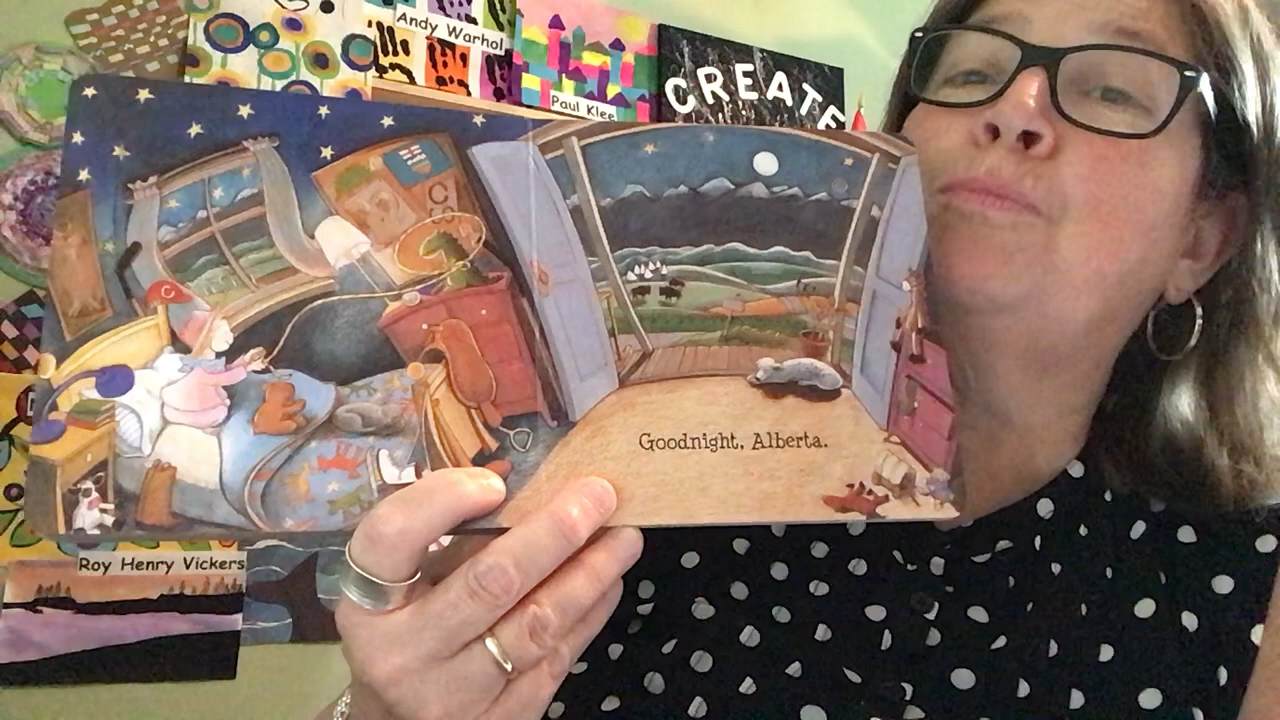 Andy Warhol
Paul Klee
CREATE
C
C
Goodnight, Alberta.
Roy Henry Vickers